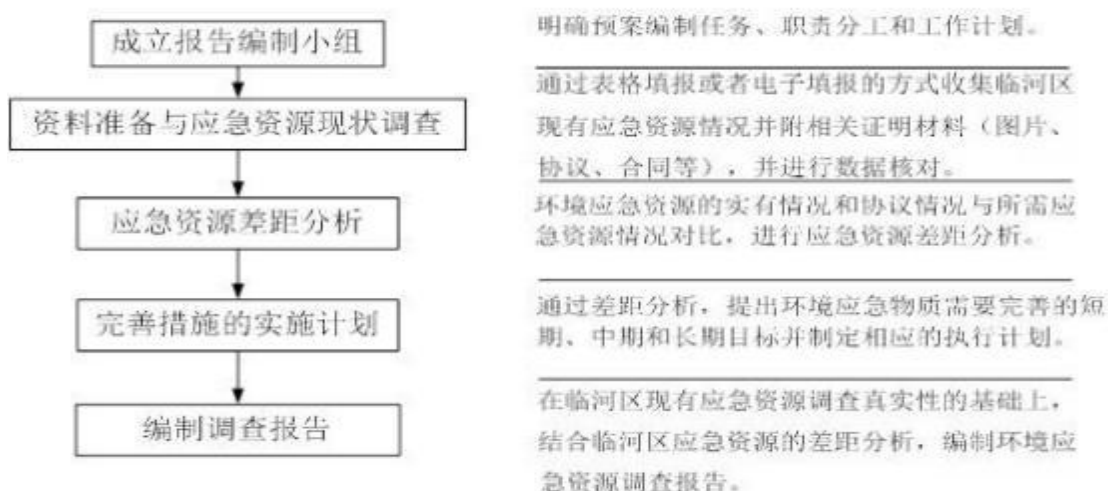 成立报告编制小组
明确预案编制任务、职责分工和工作计划。
资料准备与应急资源现状调查
通过表格填报或者电子填报的方式收集临河区
现有应急资源情况并附相关证明材料（图片、
协议、合同等），并进行数据核对。
应急资源差距分析
环境应急资源的实有情况和协议情况与所需应
急资源情况对比，进行应急资源差距分析。
完善措施的实施计划
通过差距分析，提出环境应急物质需要完善的短
期、中期和长期目标并制定相应的执行计划。
编制调查报告
在临河区现有应急资源调查真实性的基础上，
结合临河区应急资源的差距分析，编制环境应
急资源调查报告。